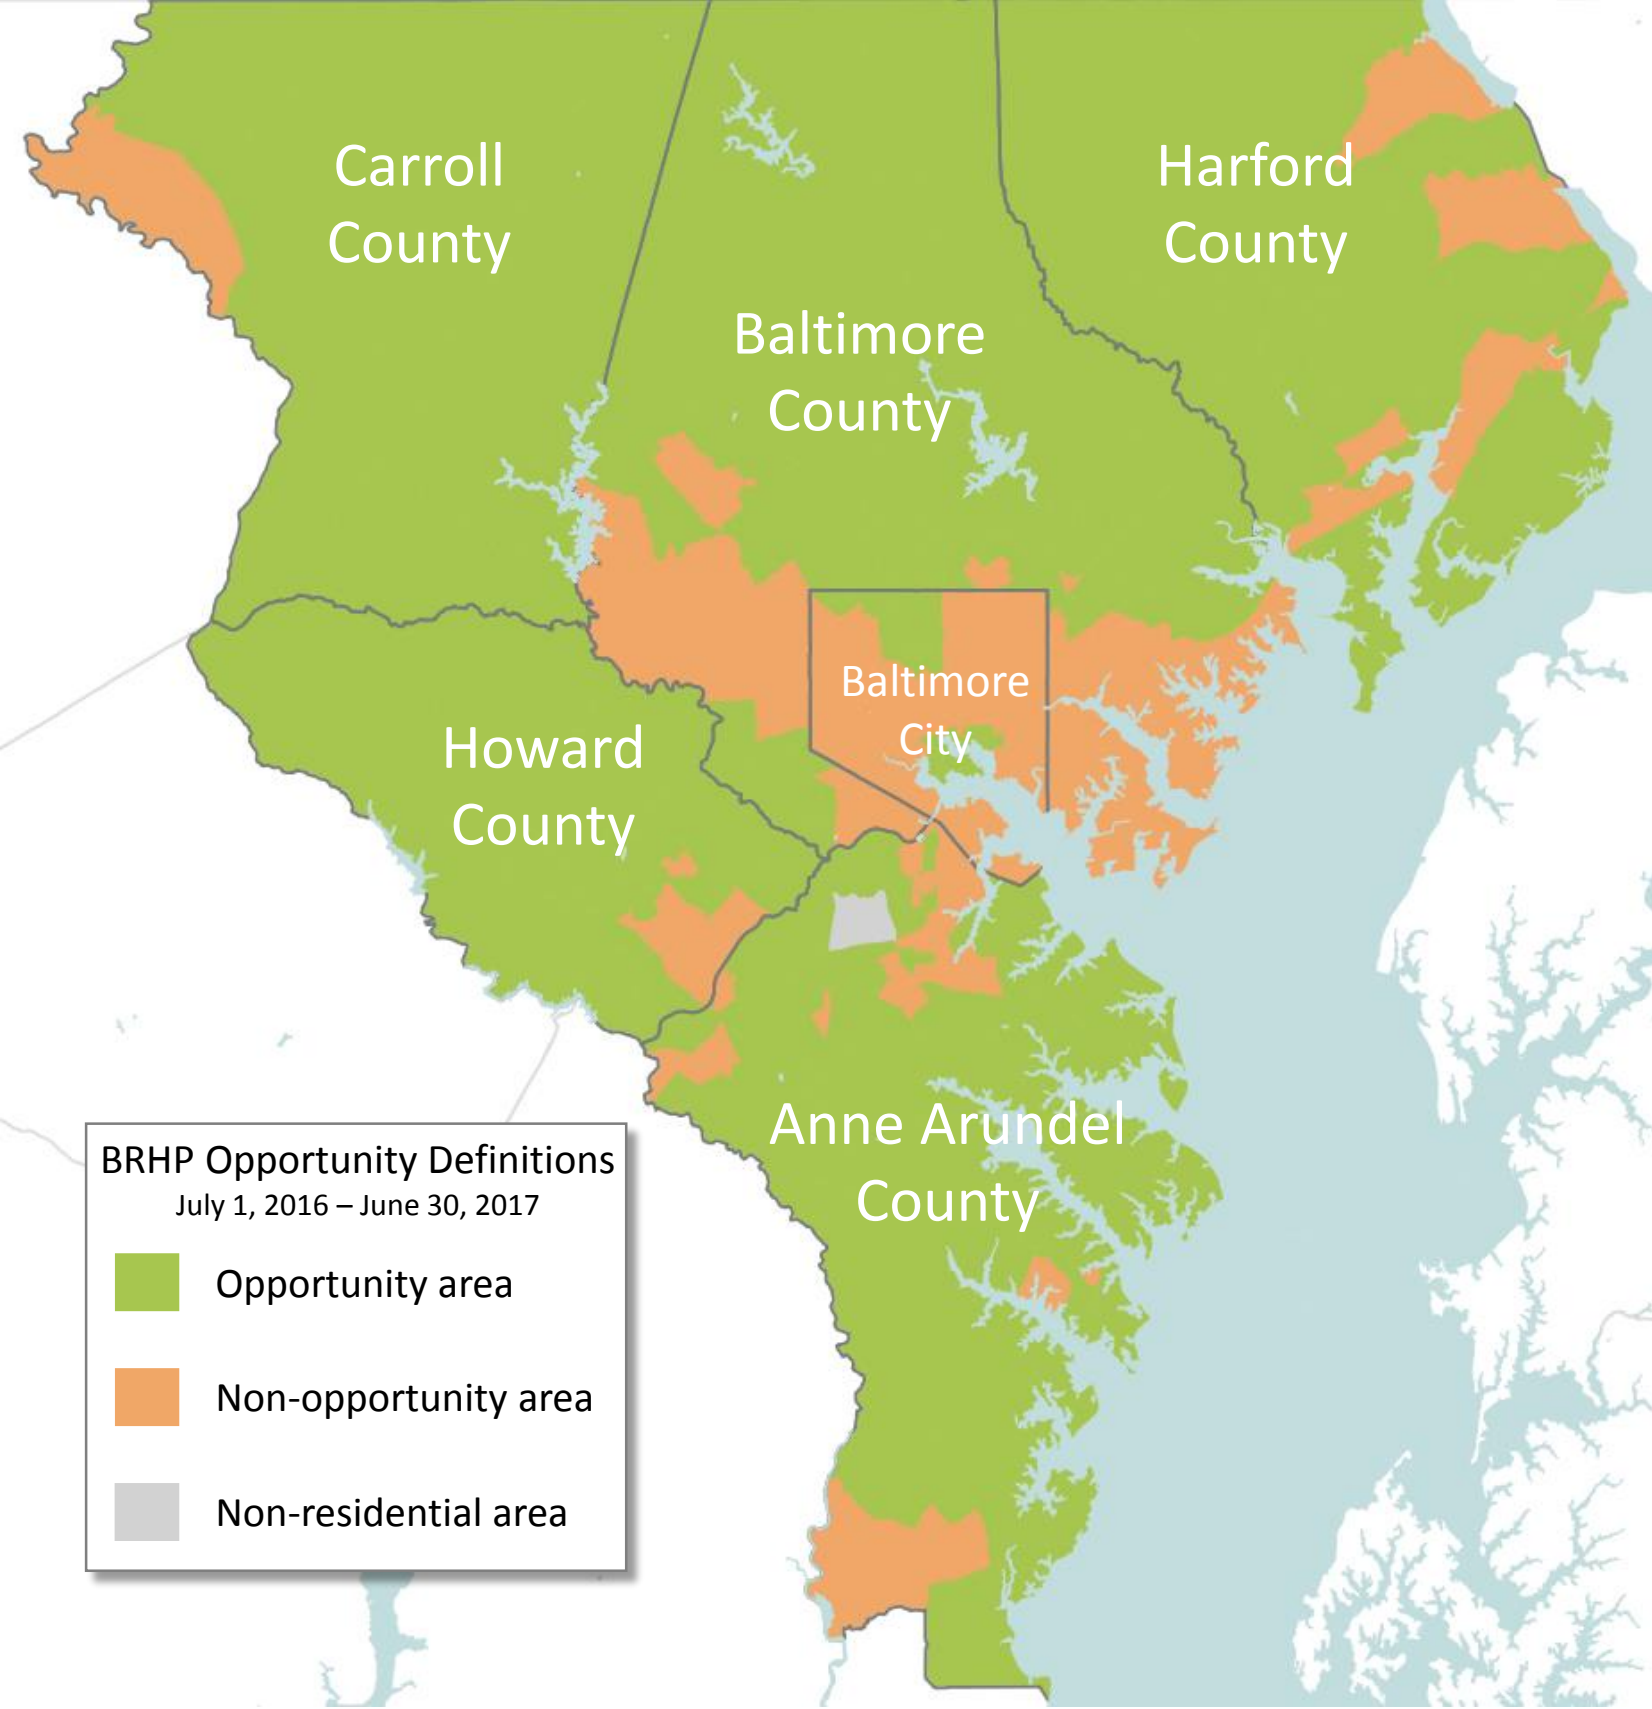 Carroll
County
Harford
County
Baltimore
County
Baltimore
City
Howard
County
Anne Arundel
County
BRHP Opportunity Definitions
July 1, 2016 – June 30, 2017
Opportunity area
Non-opportunity area
Non-residential area